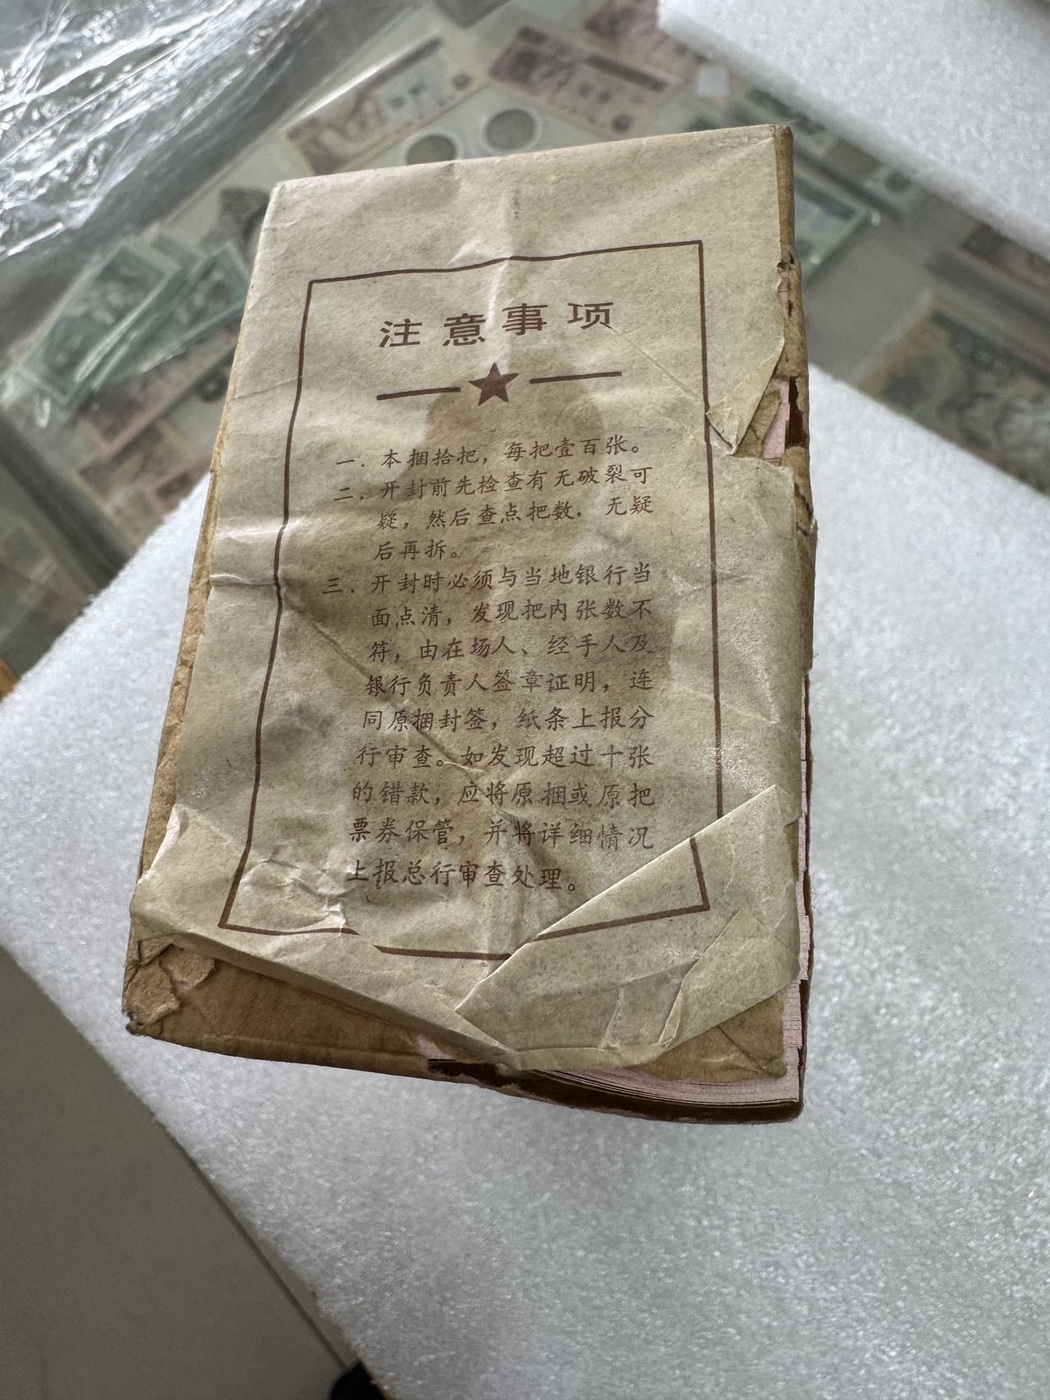 注意事项
一. 本捆拾把，每把壹百张。
二. 开封前先检查有无破裂可
疑，然后查点把数。无疑
后再拆。
三. 开封时必须与当地银行当
面点清，发现把内张数不
符，由在场人、经手人及
银行负责人签章证明，连
同原捆封签，纸条上报分
行审查。如发现超过十张
的错款，应将原捆或原把
票券保管，并将详细情况
上报总行审查处理。